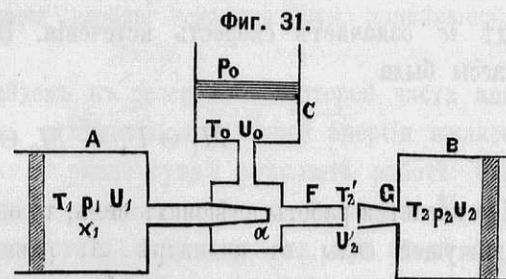 Фиг. 31.
P₀
C
T₀ U₀
A
B
F
T₂'
G
T₁ p₁ U₁
x₁
α
U₂'
T₂ p₂ U₂